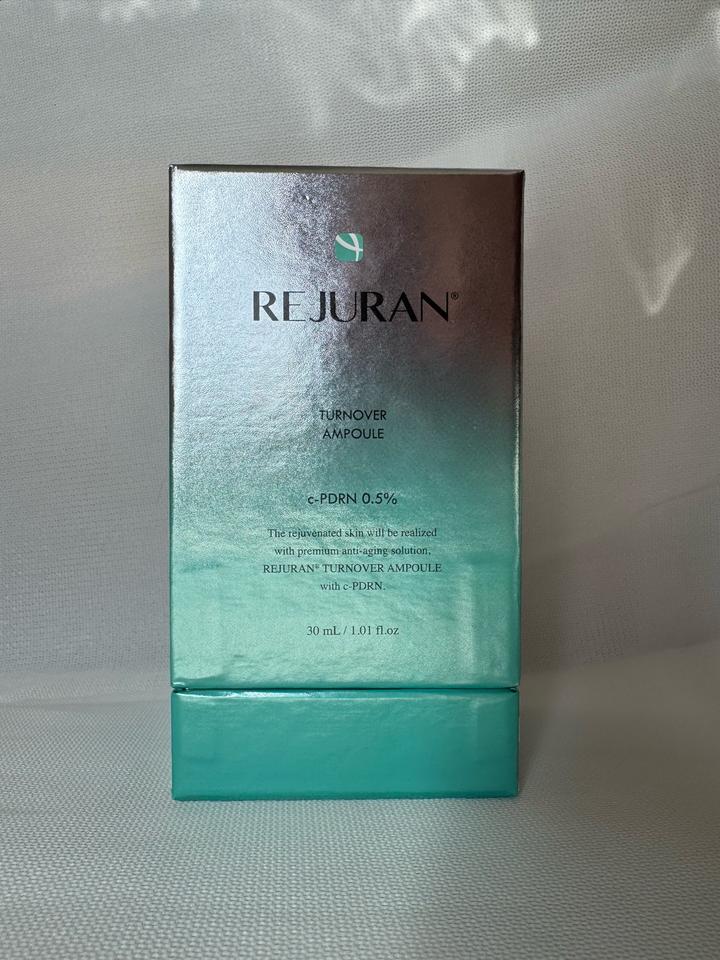 REJURAN®
TURNOVER
AMPOULE
c-PDRN 0.5%
The rejuvenated skin will be realized
with premium anti-aging solution,
REJURAN® TURNOVER AMPOULE
with c-PDRN.
30 mL / 1.01 fl.oz